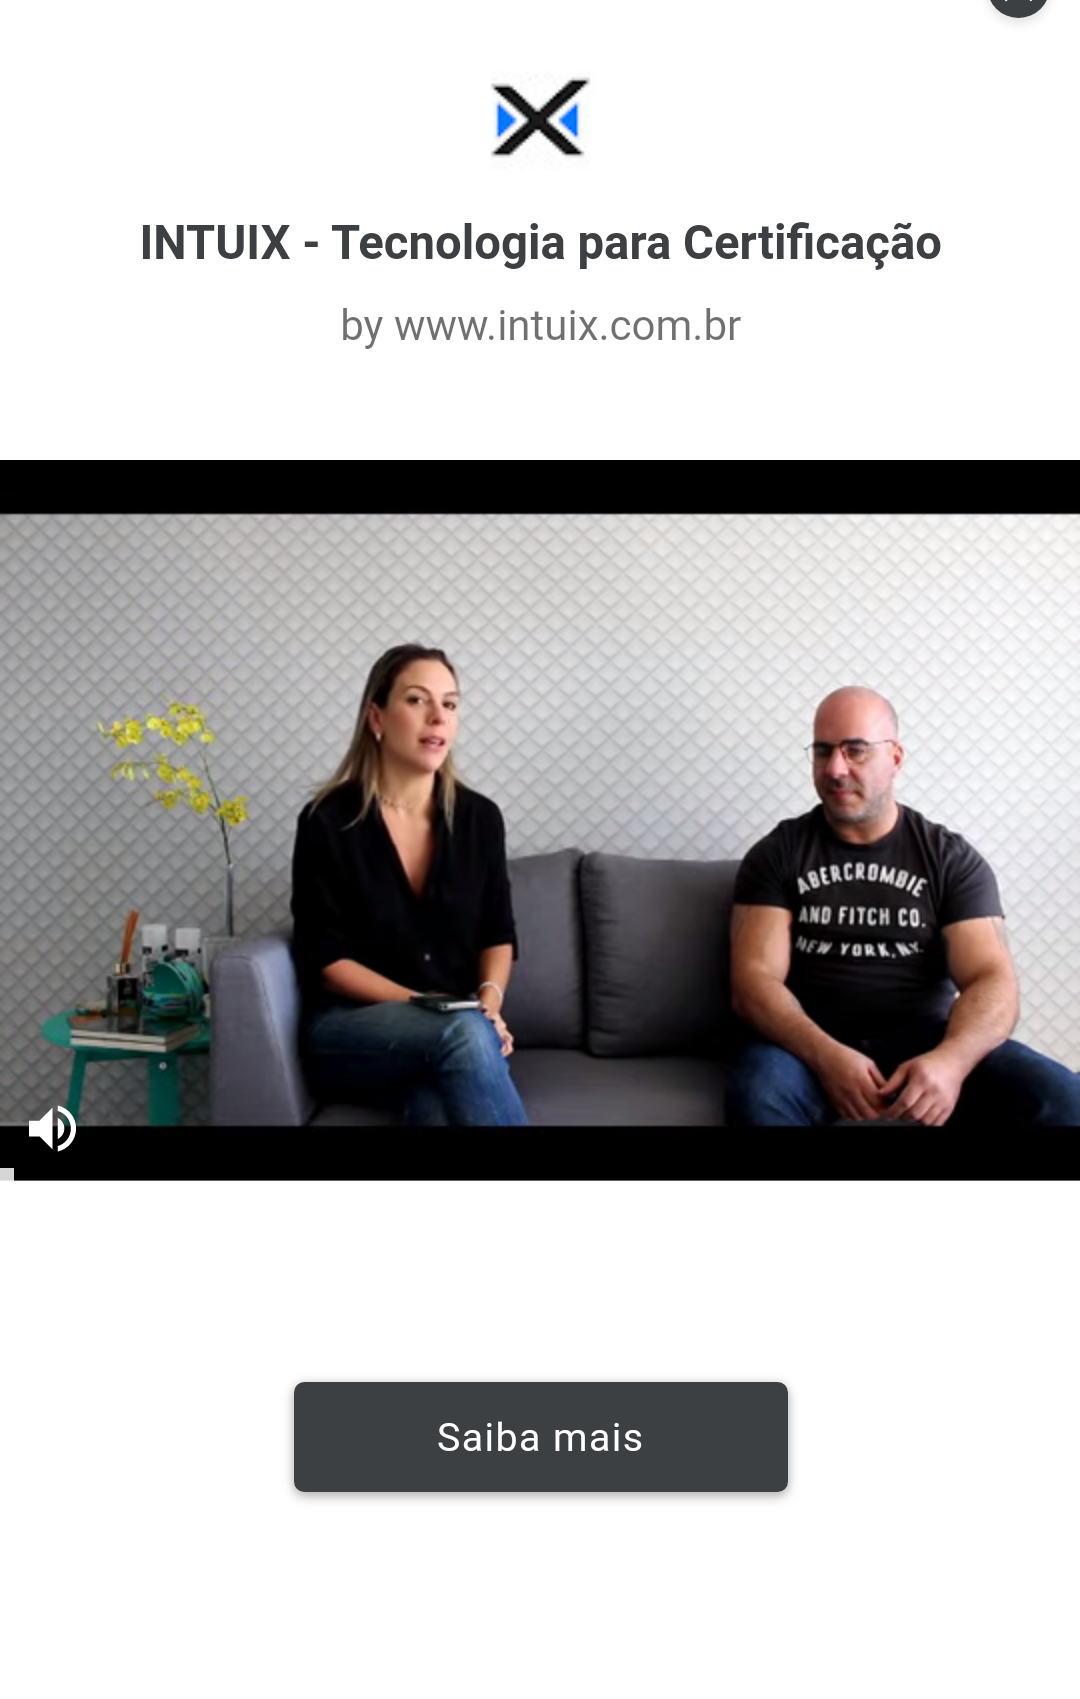 INTUIX - Tecnologia para Certificação
by www.intuix.com.br
ABERCROMBIE
AND FITCH CO.
NEW YORK, NY.
Saiba mais